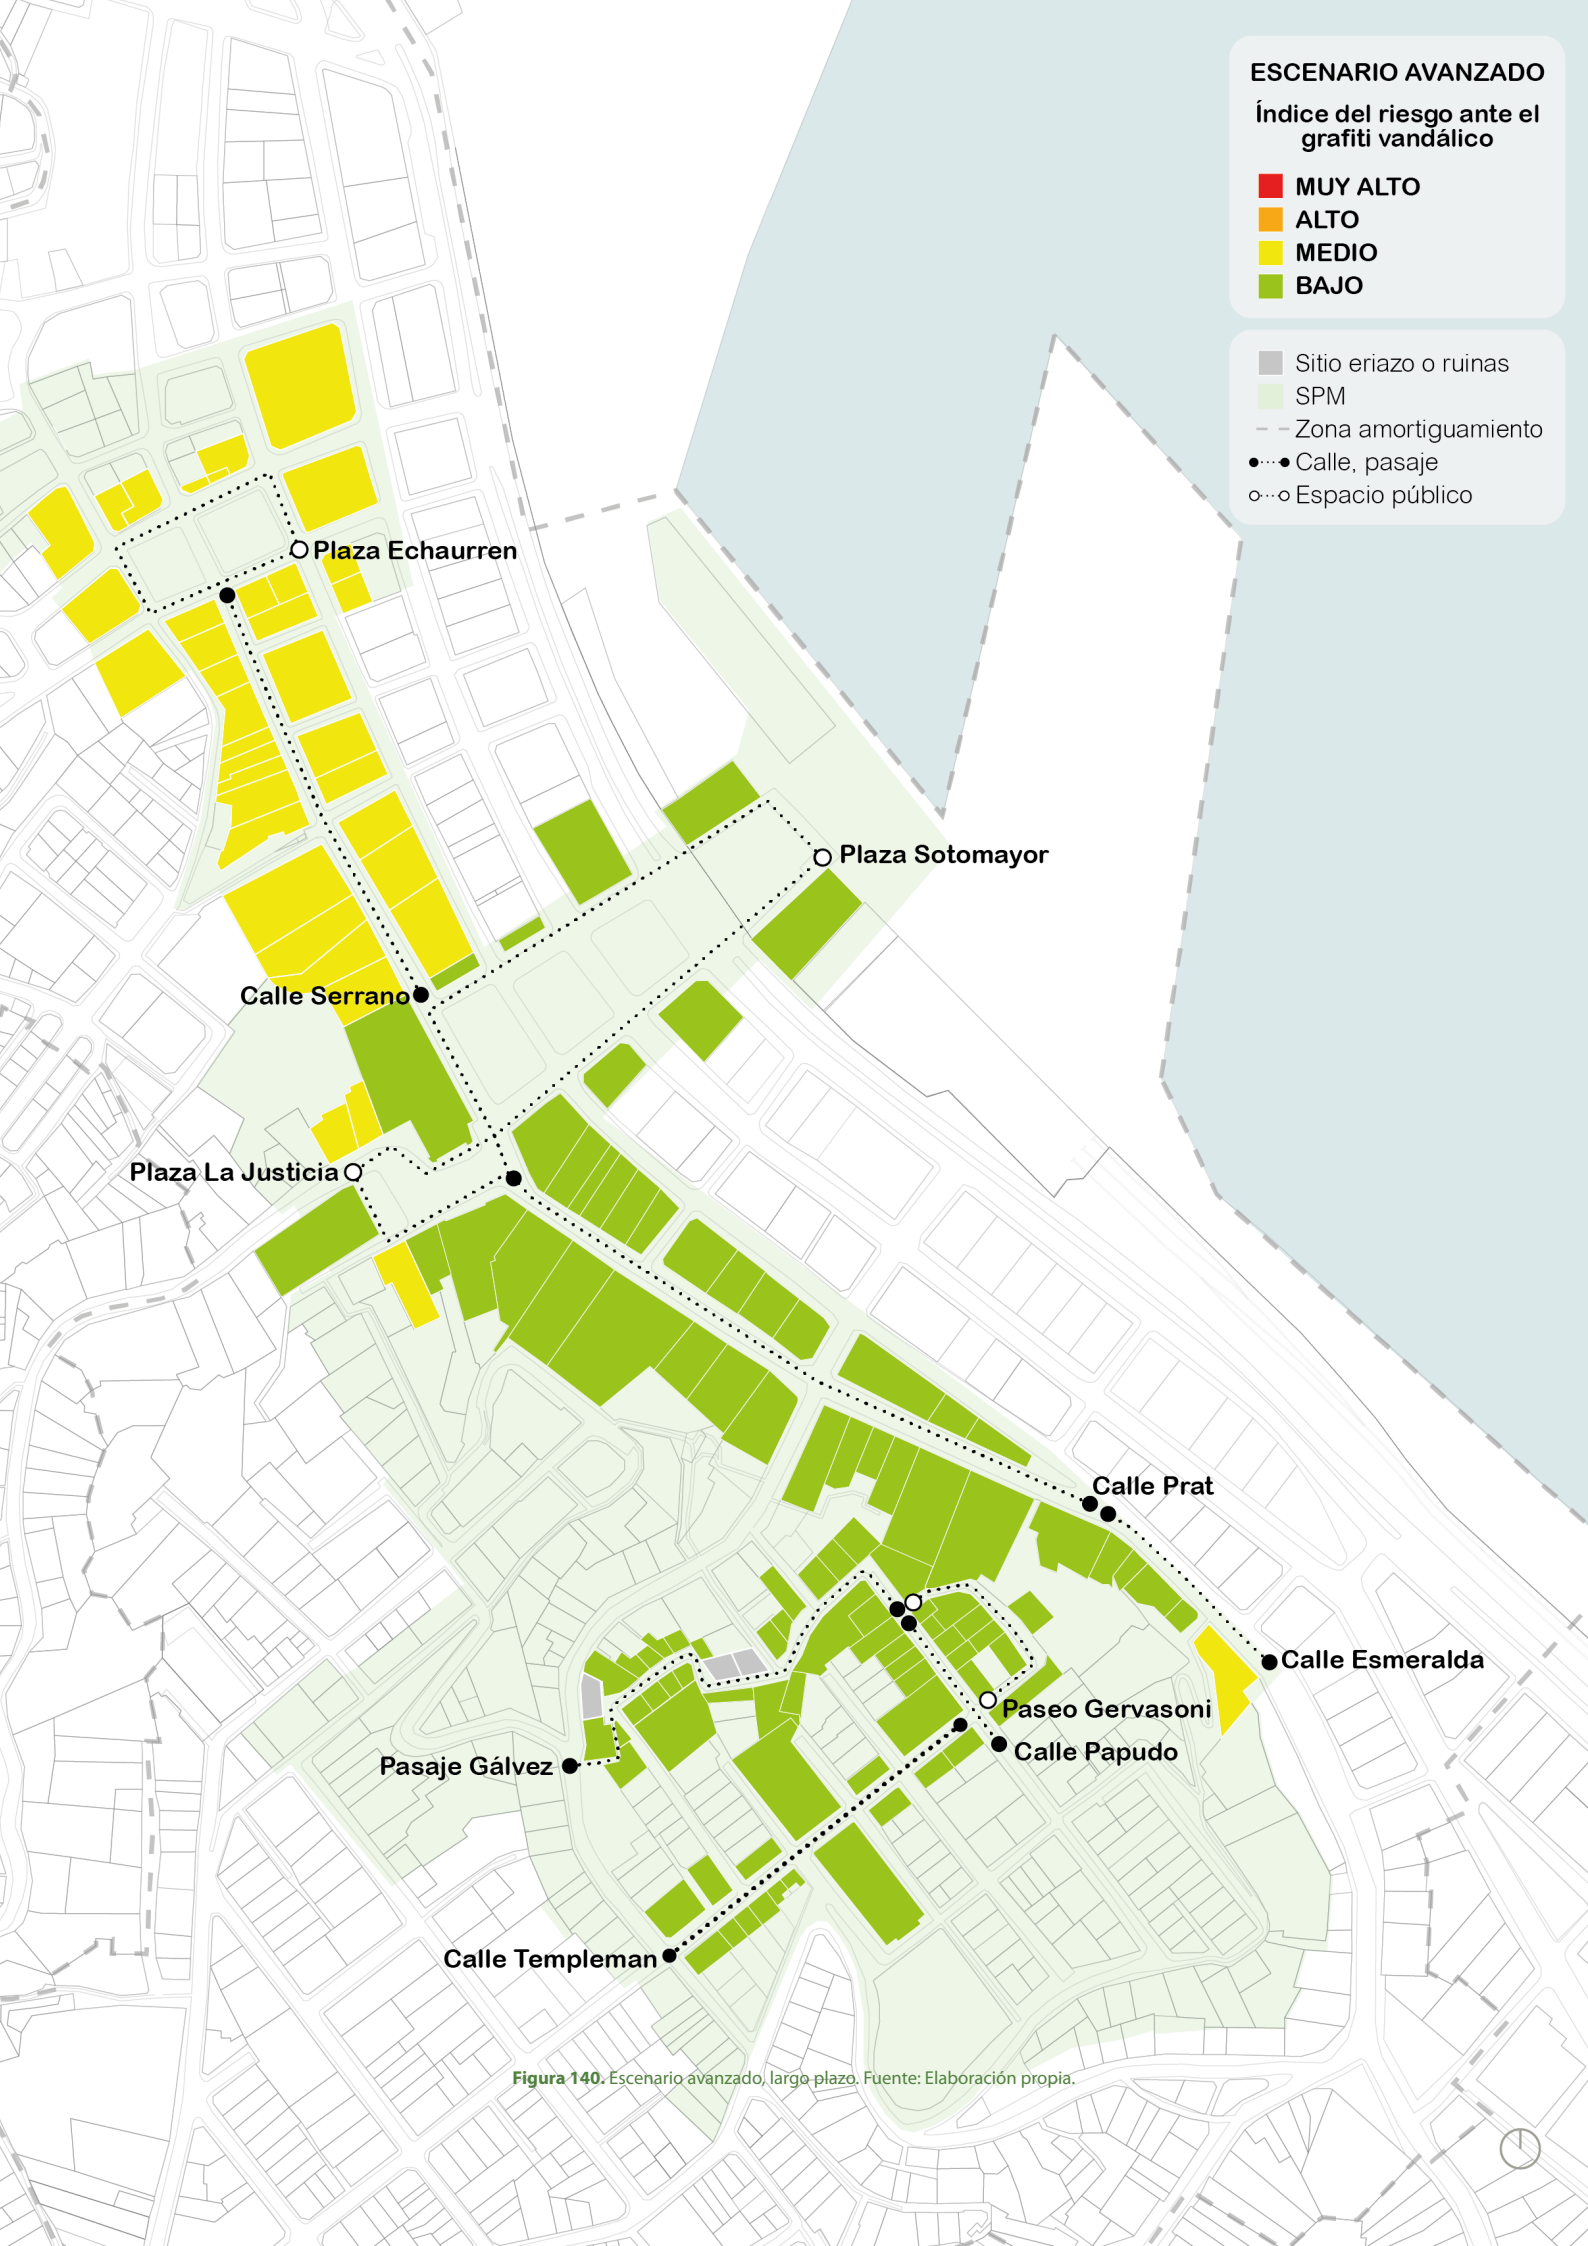 ESCENARIO AVANZADO
Índice del riesgo ante el
grafiti vandálico
MUY ALTO
ALTO
MEDIO
BAJO
Sitio eriazo o ruinas
SPM
Zona amortiguamiento
Calle, pasaje
Espacio público
Plaza Echaurren
Plaza Sotomayor
Calle Serrano
Plaza La Justicia
Calle Prat
Calle Esmeralda
Paseo Gervasoni
Calle Papudo
Pasaje Gálvez
Calle Templeman
Figura 140. Escenario avanzado, largo plazo. Fuente: Elaboración propia.